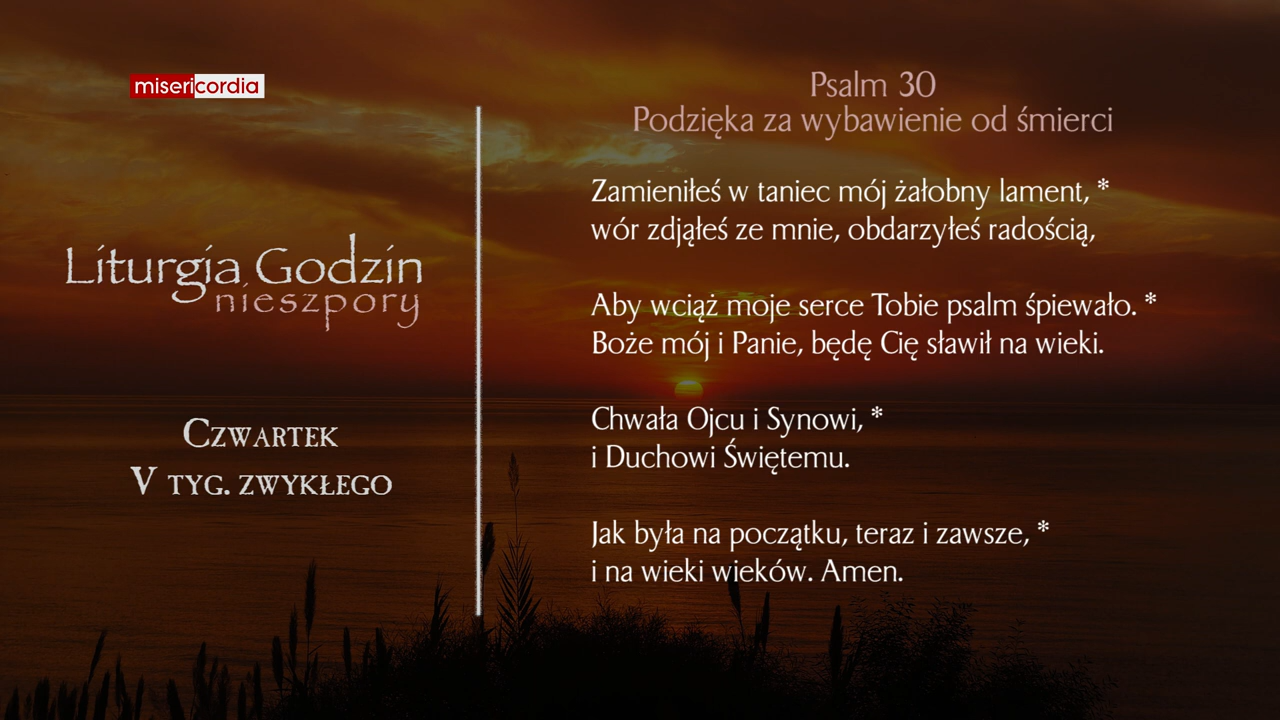 misericordia
Liturgia Godzin
nieszpory
Czwartek
V tyg. zwykłego
Psalm 30
Podzięka za wybawienie od śmierci
Zamieniłeś w taniec mój żałobny lament, *
wór zdjąłeś ze mnie, obdarzyłeś radością,
Aby wciąż moje serce Tobie psalm śpiewało. *
Boże mój i Panie, będę Cię sławił na wieki.
Chwała Ojcu i Synowi, *
i Duchowi Świętemu.
Jak była na początku, teraz i zawsze, *
i na wieki wieków. Amen.